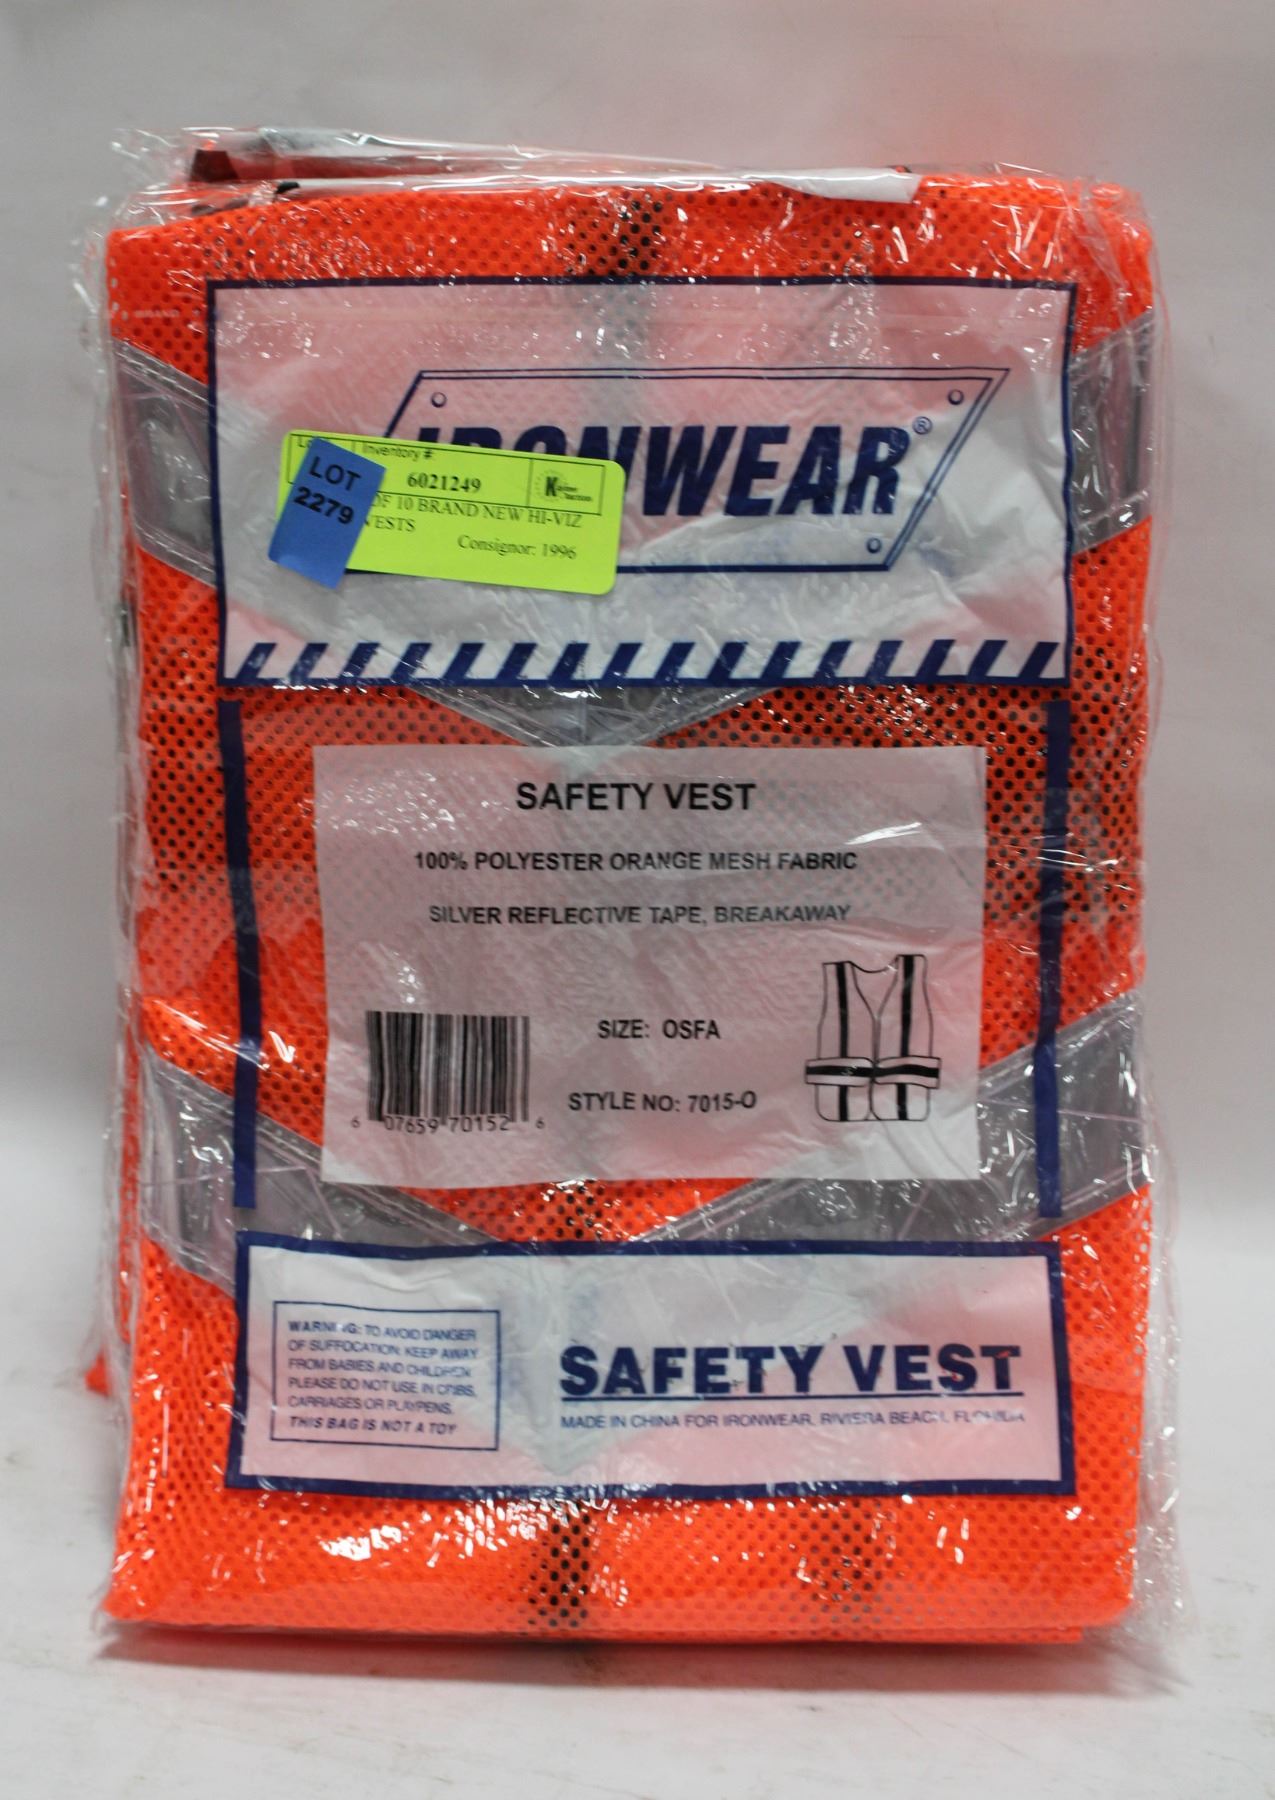 IRONWEAR®
Inventory #:
6021249
LOT
2279
OF 10 BRAND NEW HI-VIZ
VESTS
Consignor: 1996
SAFETY VEST
100% POLYESTER ORANGE MESH FABRIC
SILVER REFLECTIVE TAPE, BREAKAWAY
SIZE: OSFA
STYLE NO: 7015-O
6 07659 70152 6
WARNING: TO AVOID DANGER
OF SUFFOCATION, KEEP AWAY
FROM BABIES AND CHILDREN.
PLEASE DO NOT USE IN CRIBS,
CARRIAGES OR PLAYPENS.
THIS BAG IS NOT A TOY
SAFETY VEST
MADE IN CHINA FOR IRONWEAR, RIVIERA BEACH, FLORIDA